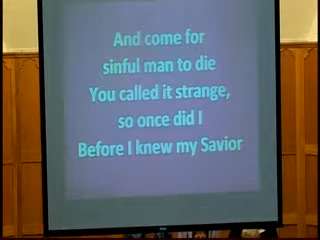 And come for
sinful man to die
You called it strange,
so once did I
Before I knew my Savior